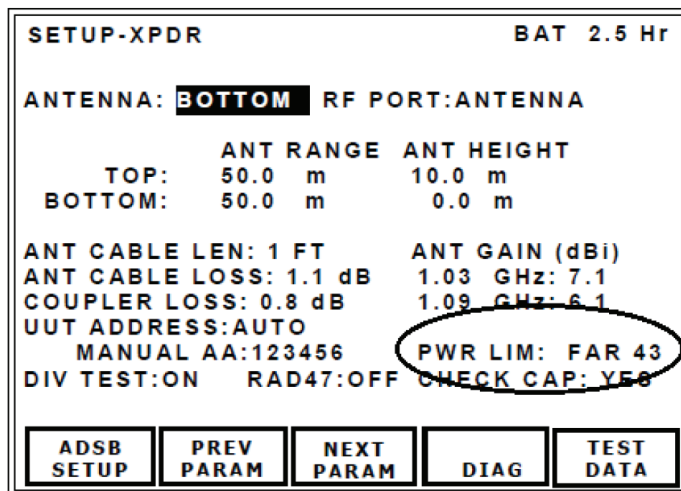 SETUP-XPDR BAT 2.5 Hr
ANTENNA: BOTTOM RF PORT:ANTENNA
ANT RANGE ANT HEIGHT
TOP: 50.0 m 10.0 m
BOTTOM: 50.0 m 0.0 m
ANT CABLE LEN: 1 FT ANT GAIN (dBi)
ANT CABLE LOSS: 1.1 dB 1.03 GHz: 7.1
COUPLER LOSS: 0.8 dB 1.09 GHz: 6.1
UUT ADDRESS:AUTO
MANUAL AA:123456 PWR LIM: FAR 43
DIV TEST:ON RAD47:OFF CHECK CAP: YES
ADSB SETUP
PREV PARAM
NEXT PARAM
DIAG
TEST DATA